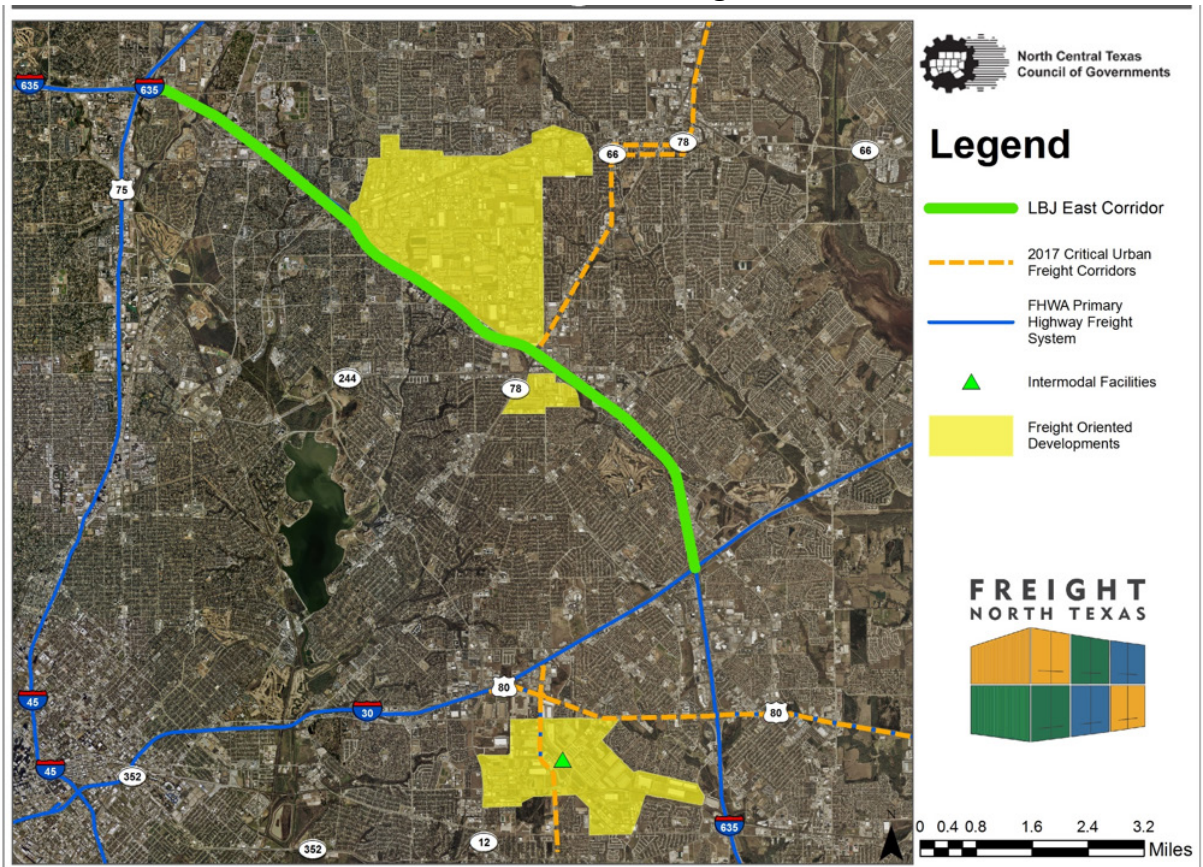 635
635
75
66
78
66
244
78
80
80
45
30
45
352
352
12
635
North Central Texas
Council of Governments
Legend
LBJ East Corridor
2017 Critical Urban
Freight Corridors
FHWA Primary
Highway Freight
System
Intermodal Facilities
Freight Oriented
Developments
FREIGHT
NORTH TEXAS
0 0.4 0.8 1.6 2.4 3.2
Miles